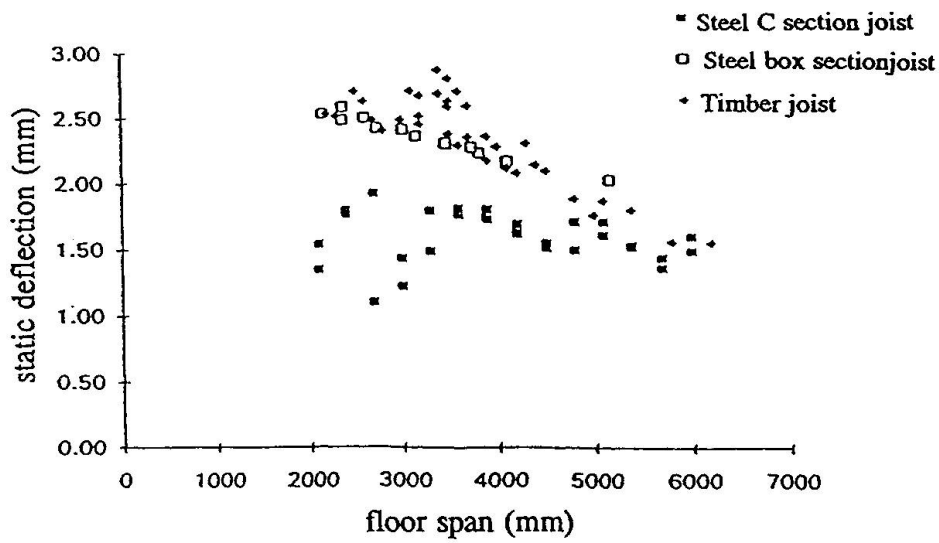 Steel C section joist
Steel box sectionjoist
Timber joist
3.00
2.50
2.00
1.50
1.00
0.50
0.00
static deflection (mm)
0 1000 2000 3000 4000 5000 6000 7000
floor span (mm)